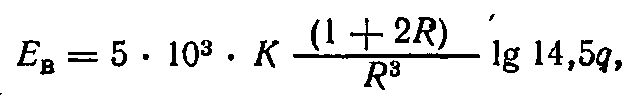 E_в = 5 · 10³ · K (1 + 2R)/R³ lg 14,5q,